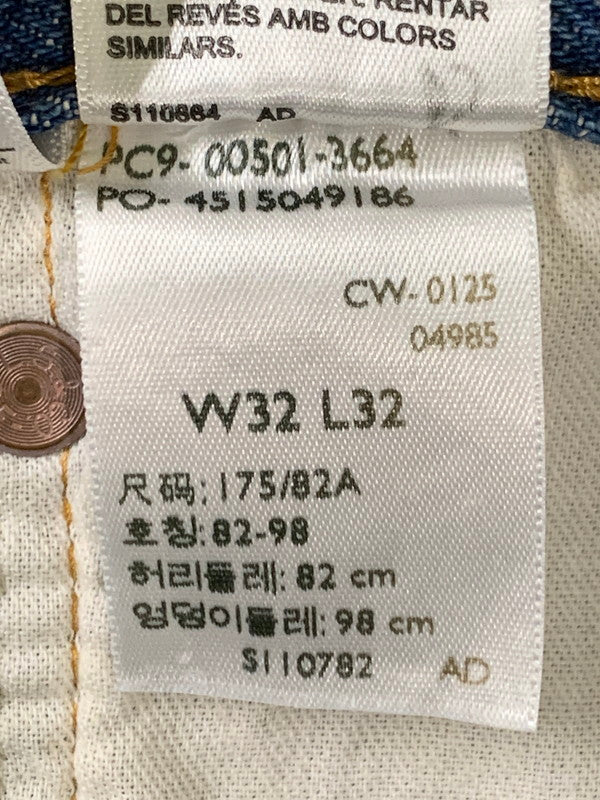 RENTAR
DEL REVÉS AMB COLORS
SIMILARS.
S110664 AD
PC9- 00501-3664
PO- 4515049186
CW- 0125
04985
W32 L32
尺码: 175/82A
호칭: 82-98
허리둘레: 82 cm
엉덩이둘레: 98 cm
S110782 AD